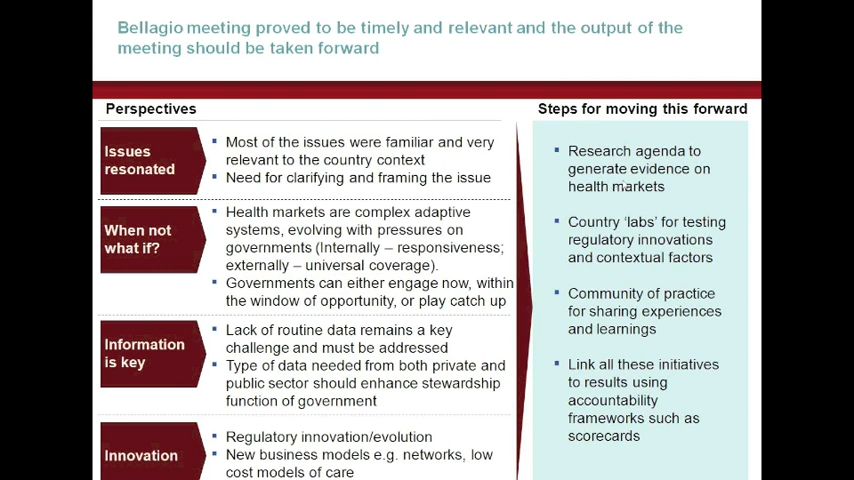 Bellagio meeting proved to be timely and relevant and the output of the
meeting should be taken forward
Perspectives
Issues
resonated
▪ Most of the issues were familiar and very
relevant to the country context
▪ Need for clarifying and framing the issue
When not
what if?
▪ Health markets are complex adaptive
systems, evolving with pressures on
governments (Internally – responsiveness;
externally – universal coverage).
▪ Governments can either engage now, within
the window of opportunity, or play catch up
Information
is key
▪ Lack of routine data remains a key
challenge and must be addressed
▪ Type of data needed from both private and
public sector should enhance stewardship
function of government
Innovation
▪ Regulatory innovation/evolution
▪ New business models e.g. networks, low
cost models of care
Steps for moving this forward
▪ Research agenda to
generate evidence on
health markets
▪ Country ‘labs’ for testing
regulatory innovations
and contextual factors
▪ Community of practice
for sharing experiences
and learnings
▪ Link all these initiatives
to results using
accountability
frameworks such as
scorecards